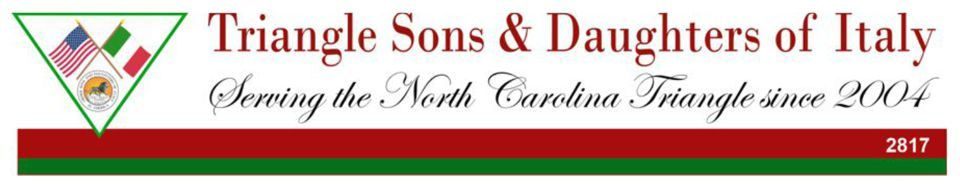 Triangle Sons & Daughters of Italy
Serving the North Carolina Triangle since 2004
2817